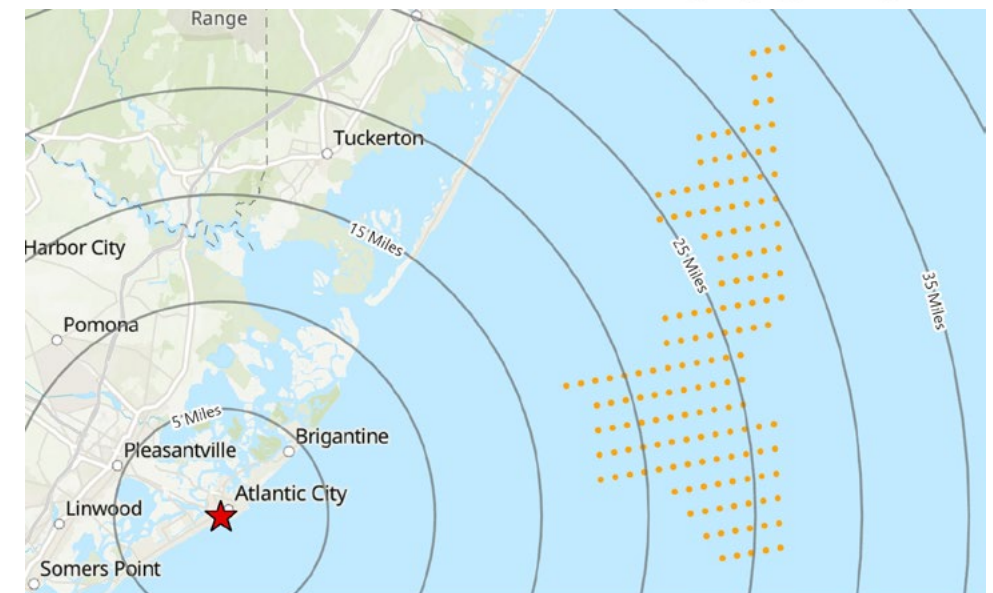 Range
Tuckerton
15 Miles
Harbor City
25 Miles
35 Miles
Pomona
5 Miles
Brigantine
Pleasantville
Atlantic City
Linwood
Somers Point